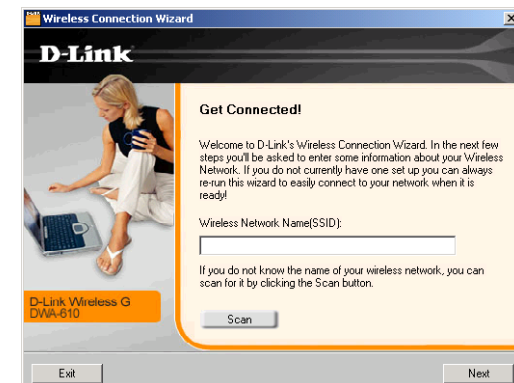 Wireless Connection Wizard
D-Link
Get Connected!
Welcome to D-Link's Wireless Connection Wizard. In the next few
steps you'll be asked to enter some information about your Wireless
Network. If you do not currently have one set up you can always
re-run this wizard to easily connect to your network when it is
ready!
Wireless Network Name(SSID):
If you do not know the name of your wireless network, you can
scan for it by clicking the Scan button.
Scan
D-Link Wireless G
DWA-610
Exit
Next